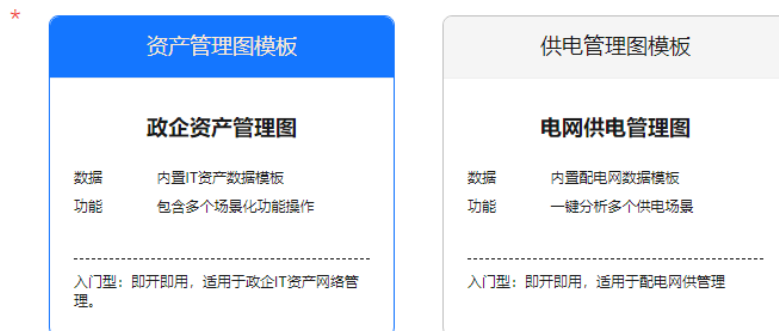 *
资产管理图模板
政企资产管理图
数据 内置IT资产数据模板
功能 包含多个场景化功能操作
入门型：即开即用，适用于政企IT资产网络管
理。
供电管理图模板
电网供电管理图
数据 内置配电网数据模板
功能 一键分析多个供电场景
入门型：即开即用，适用于配电网供管理